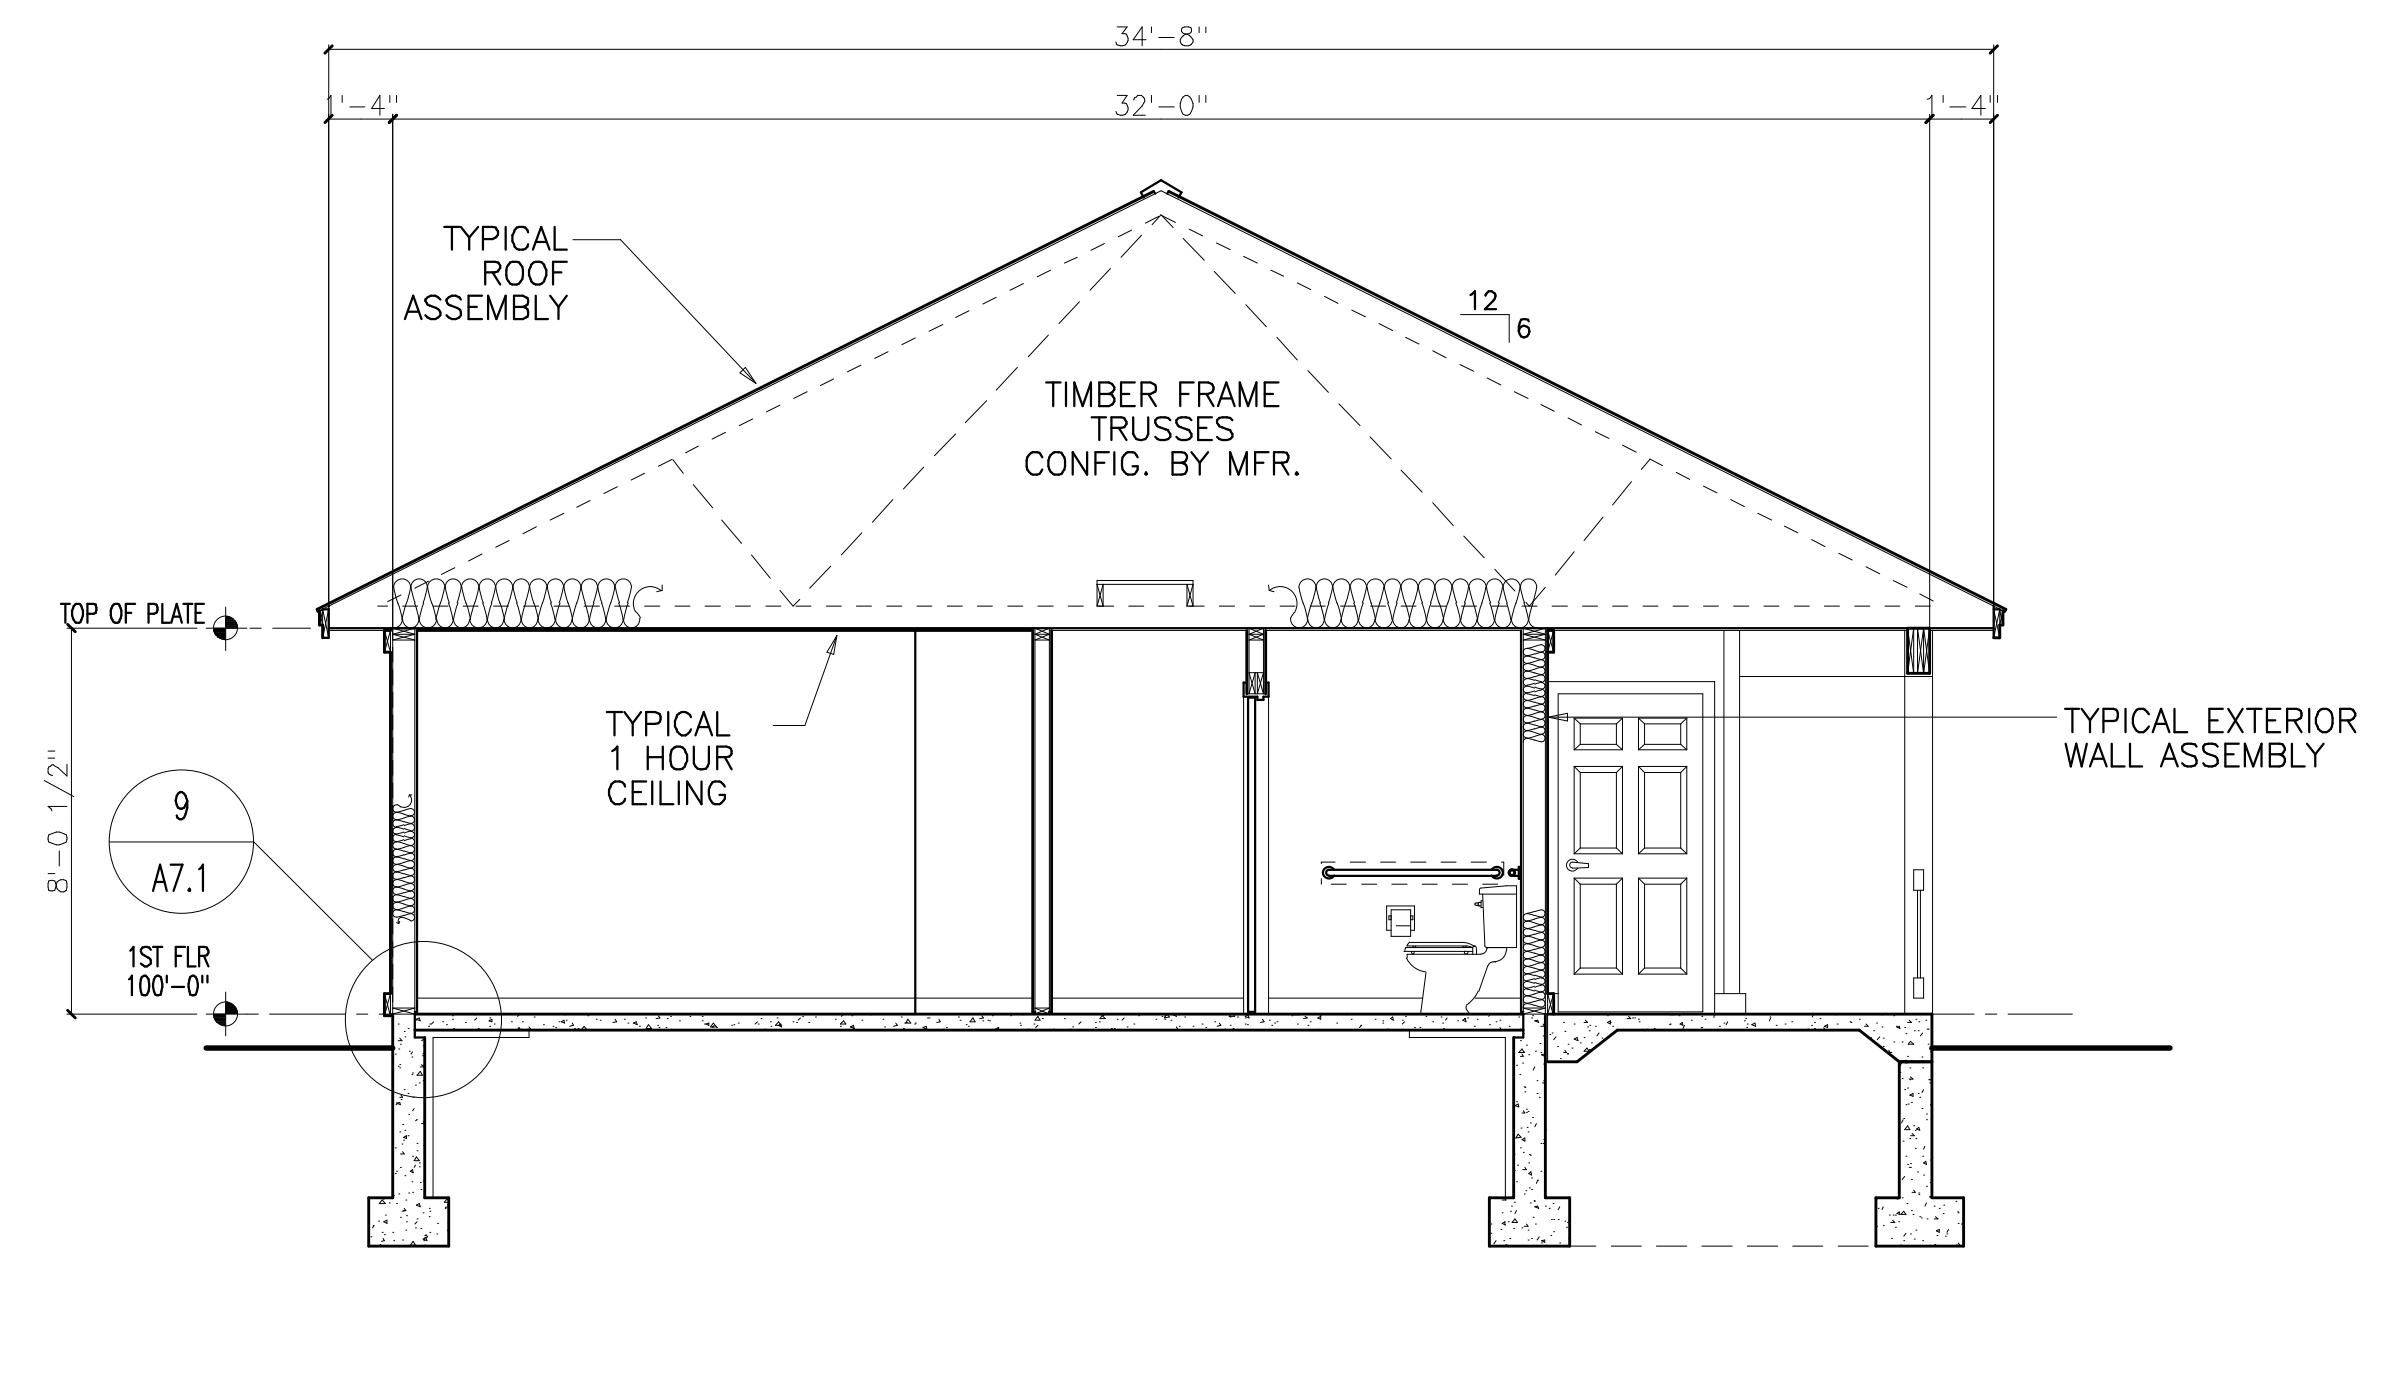 34'-8"
1'-4"
32'-0"
1'-4"
TYPICAL
ROOF
ASSEMBLY
12
6
TIMBER FRAME
TRUSSES
CONFIG. BY MFR.
TOP OF PLATE
TYPICAL
1 HOUR
CEILING
TYPICAL EXTERIOR
WALL ASSEMBLY
8'-0 1/2"
9
A7.1
1ST FLR
100'-0"